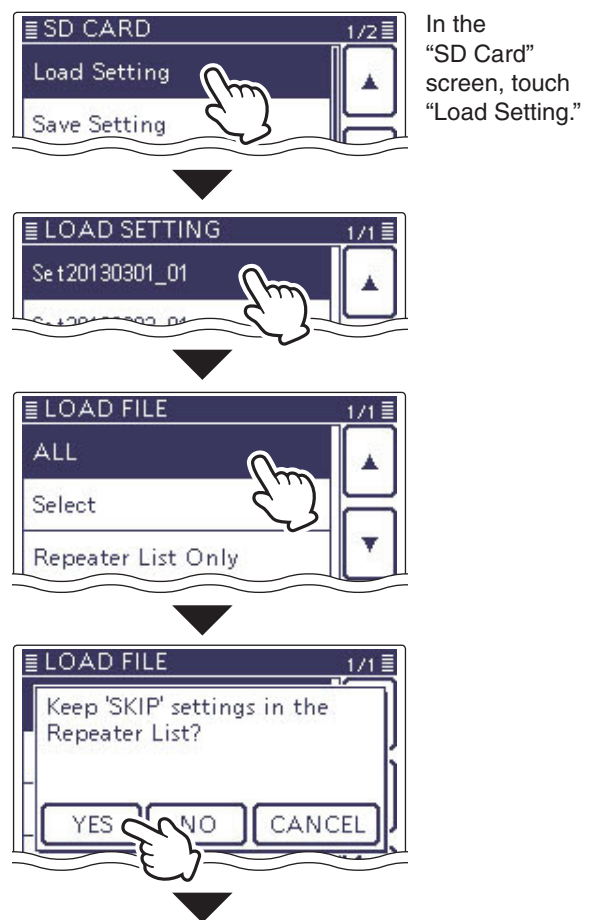 SD CARD 1/2
Load Setting
Save Setting
In the
“SD Card”
screen, touch
“Load Setting.”
LOAD SETTING 1/1
Set20130301_01
LOAD FILE 1/1
ALL
Select
Repeater List Only
LOAD FILE 1/1
Keep 'SKIP' settings in the
Repeater List?
YES NO CANCEL